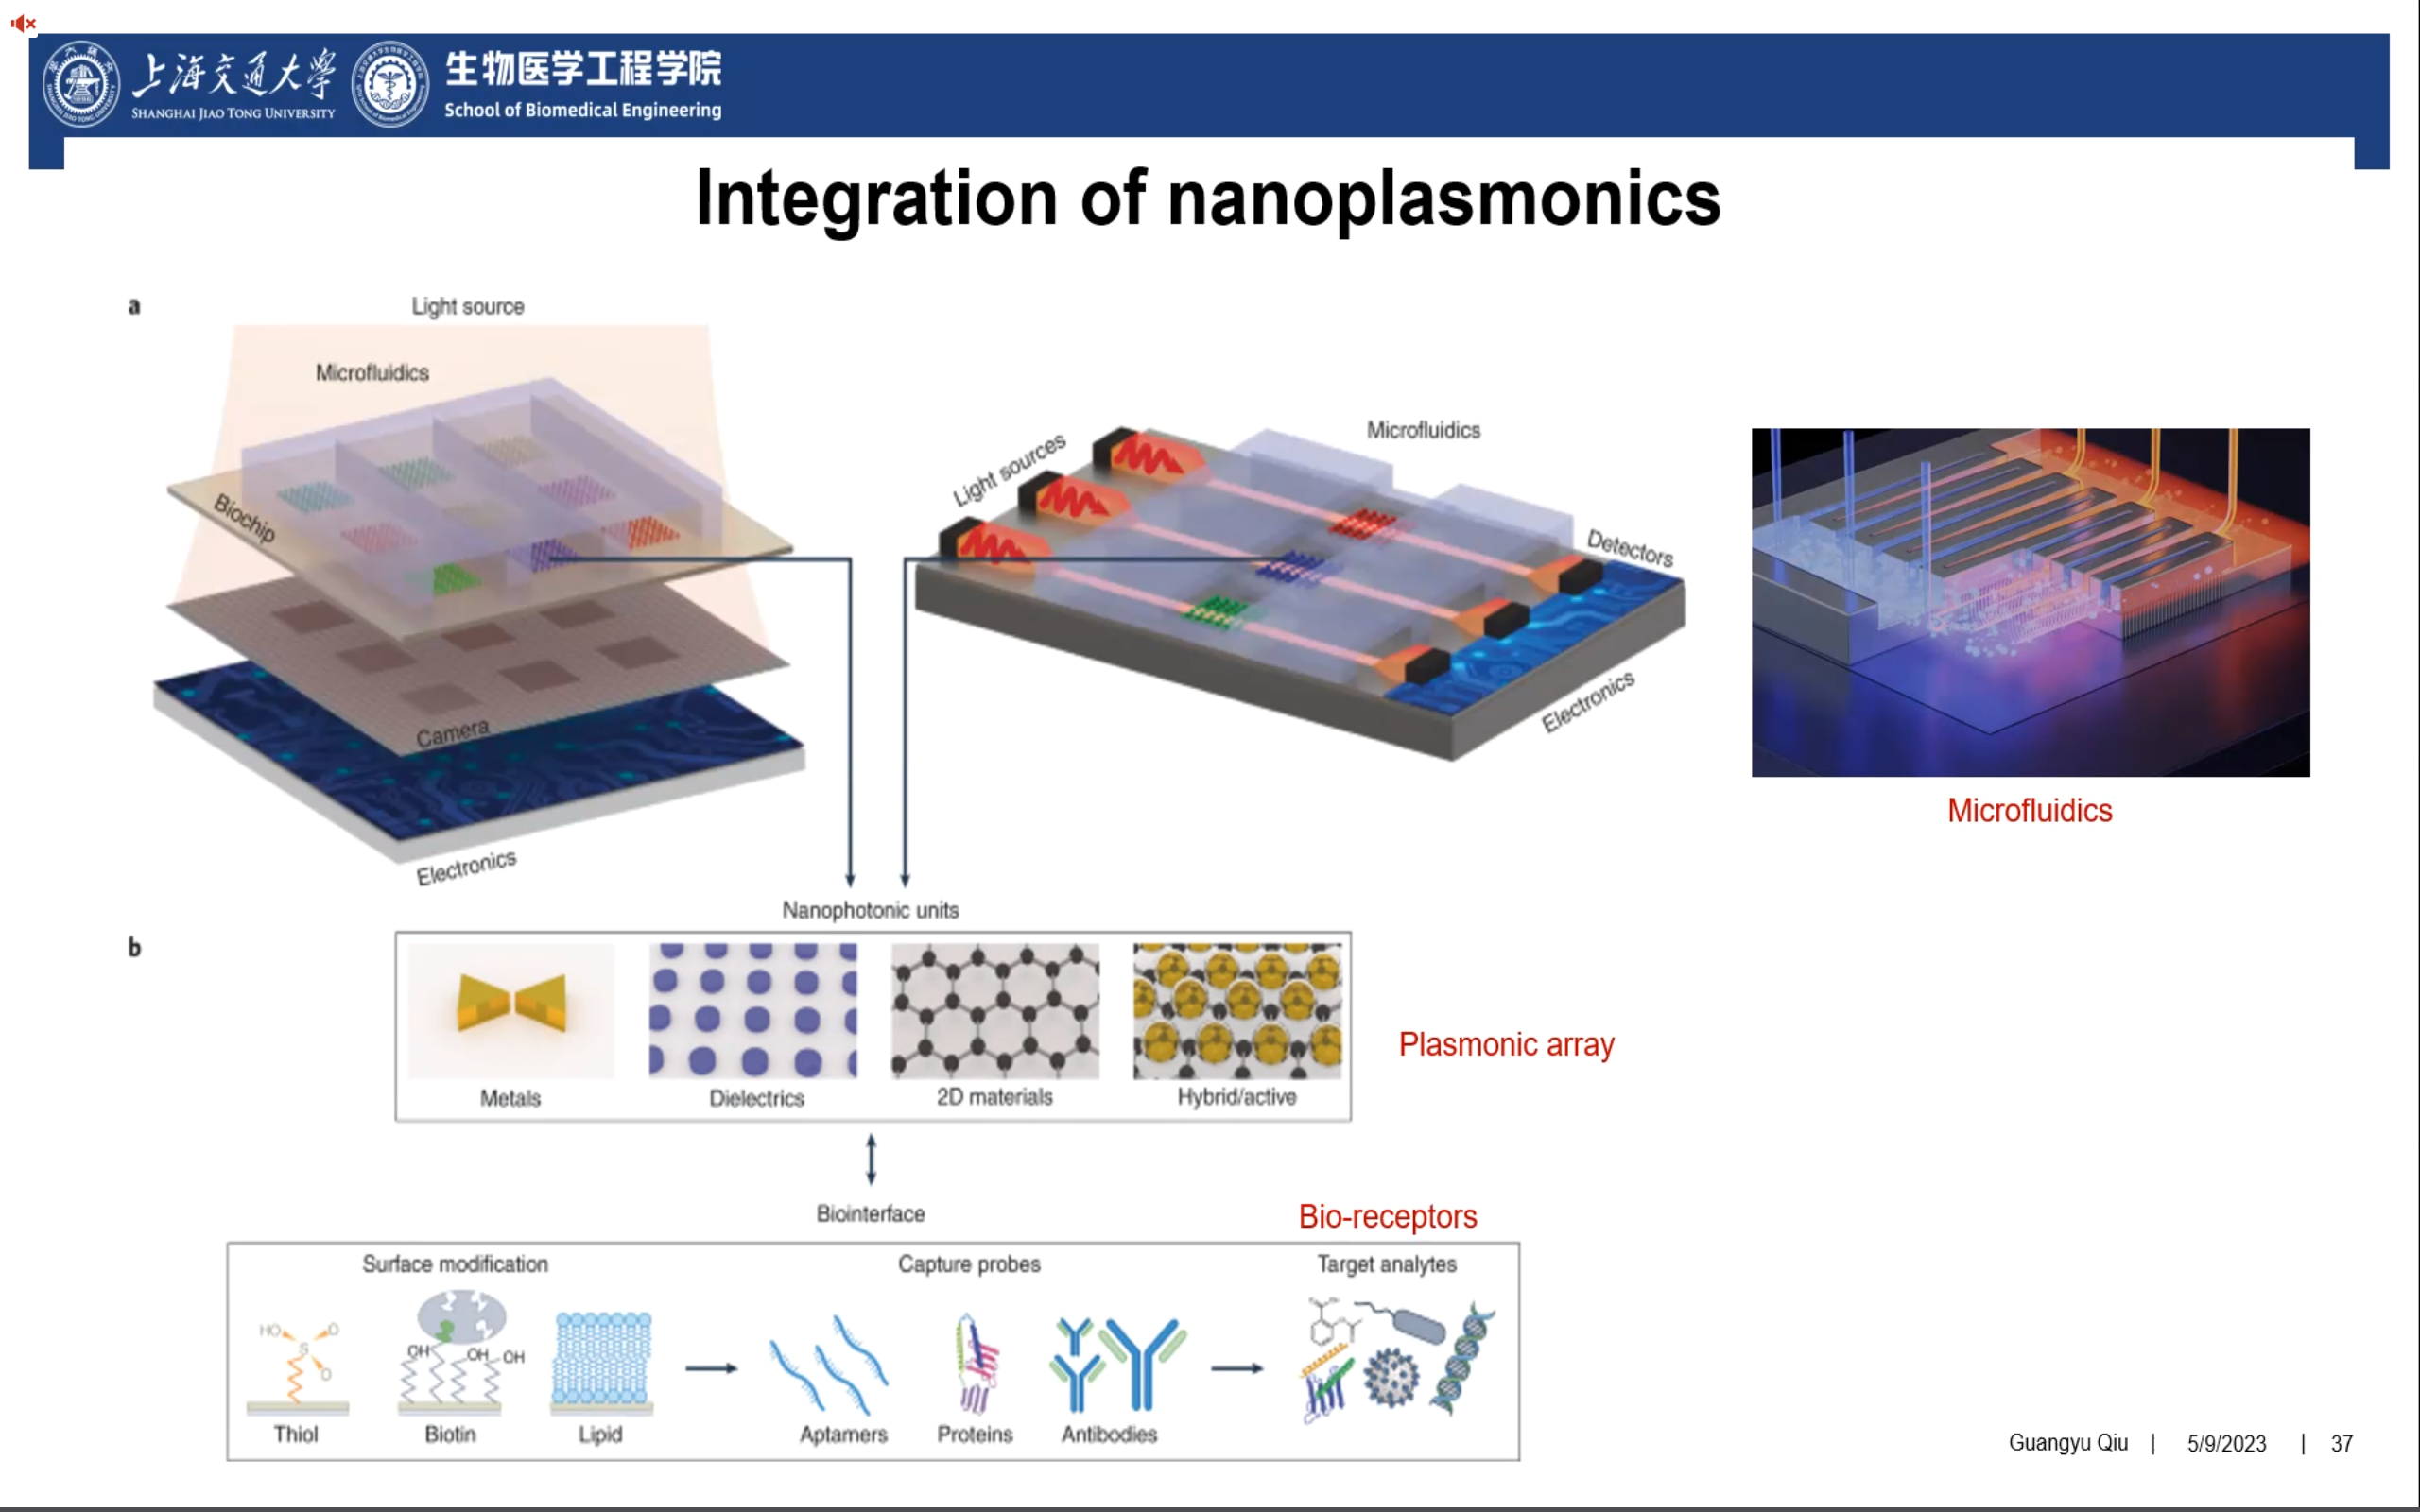 上海交通大学
SHANGHAI JIAO TONG UNIVERSITY
生物医学工程学院
School of Biomedical Engineering
Integration of nanoplasmonics
a
Light source
Microfluidics
Biochip
Camera
Electronics
Light sources
Microfluidics
Detectors
Electronics
Microfluidics
Nanophotonic units
b
Metals
Dielectrics
2D materials
Hybrid/active
Plasmonic array
Biointerface
Bio-receptors
Surface modification
Capture probes
Target analytes
HO
S
O
O
OH
OH
OH
Thiol
Biotin
Lipid
Aptamers
Proteins
Antibodies
Guangyu Qiu | 5/9/2023 | 37